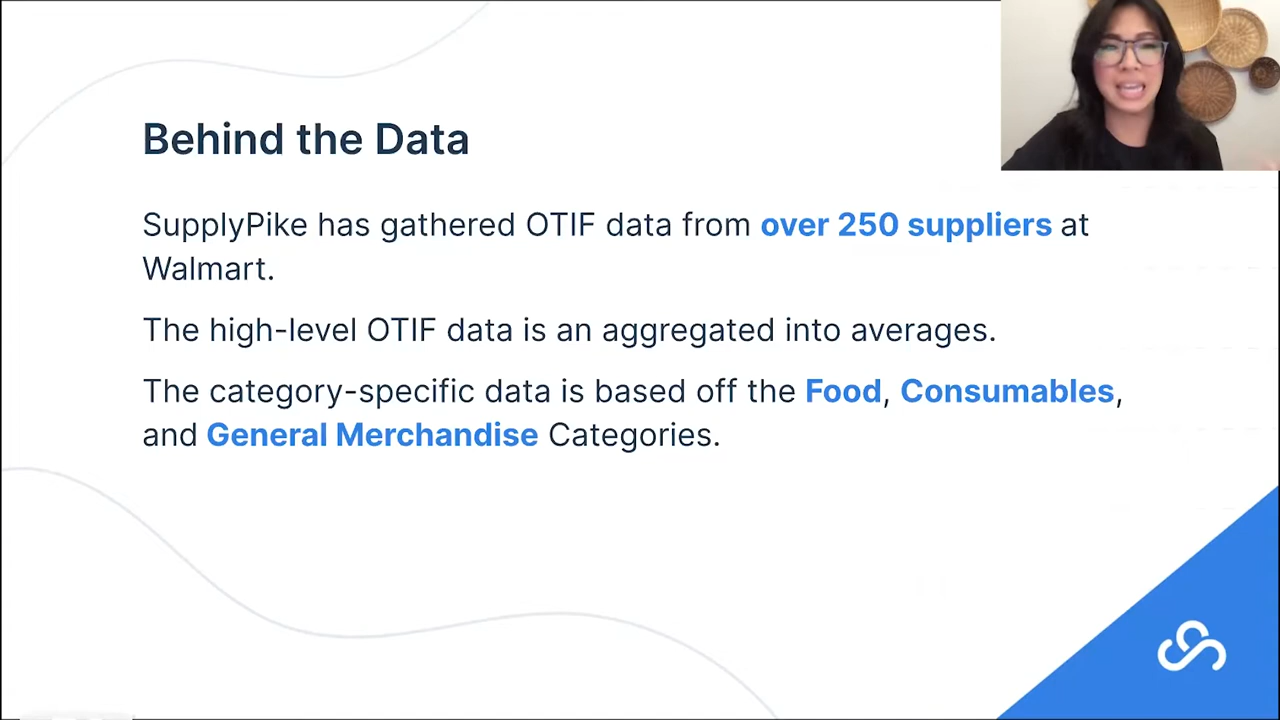 Behind the Data
SupplyPike has gathered OTIF data from over 250 suppliers at
Walmart.
The high-level OTIF data is an aggregated into averages.
The category-specific data is based off the Food, Consumables,
and General Merchandise Categories.